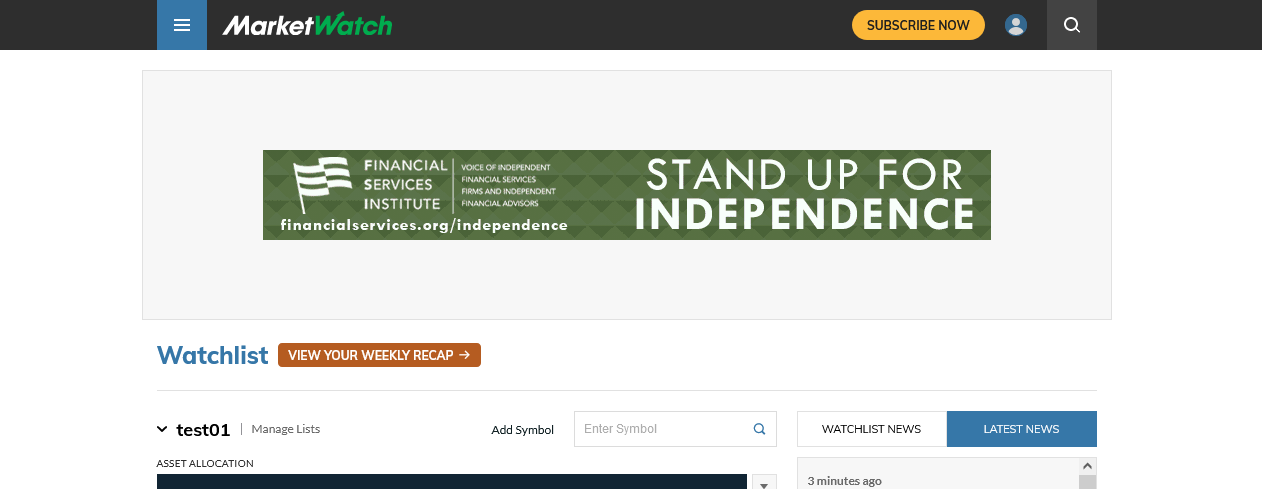 MarketWatch
SUBSCRIBE NOW
FINANCIAL
SERVICES
INSTITUTE
VOICE OF INDEPENDENT
FINANCIAL SERVICES
FIRMS AND INDEPENDENT
FINANCIAL ADVISORS
financialservices.org/independence
STAND UP FOR
INDEPENDENCE
Watchlist
VIEW YOUR WEEKLY RECAP →
test01 | Manage Lists
Add Symbol
Enter Symbol
WATCHLIST NEWS
LATEST NEWS
ASSET ALLOCATION
3 minutes ago